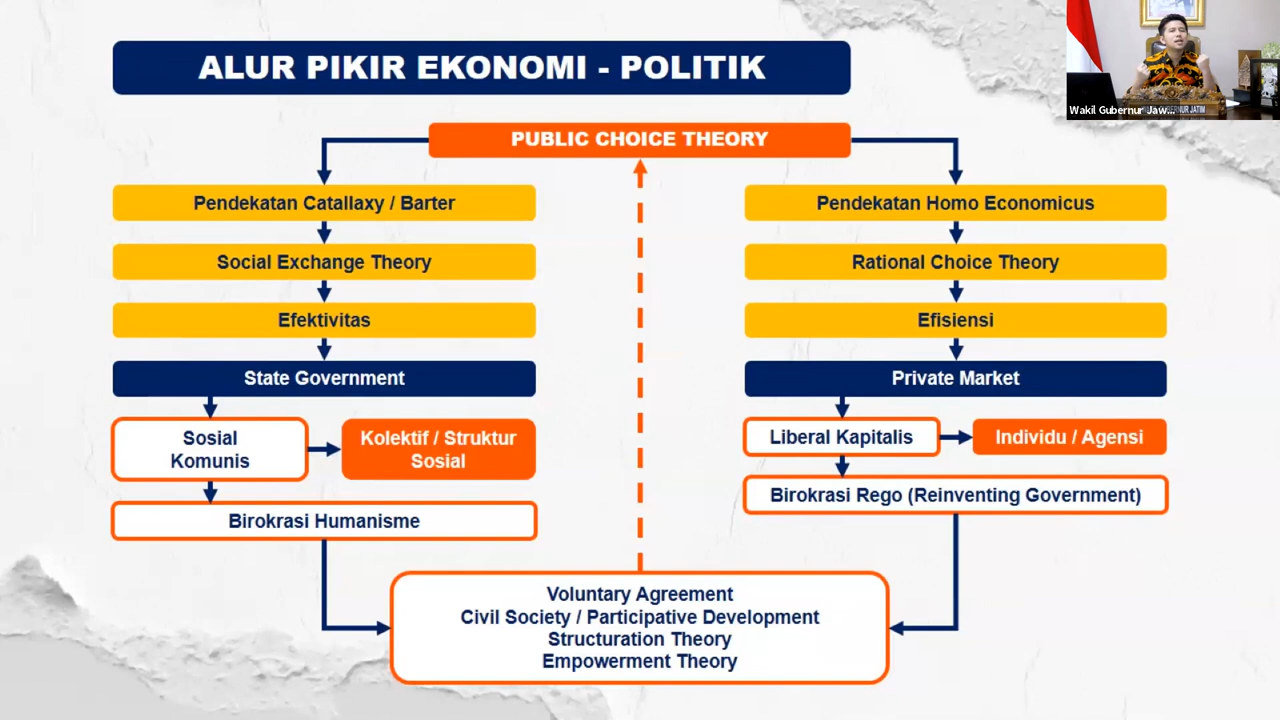 ALUR PIKIR EKONOMI - POLITIK
Wakil Gubernur Jaw...
PUBLIC CHOICE THEORY
Pendekatan Catallaxy / Barter
Social Exchange Theory
Efektivitas
State Government
Sosial
Komunis
Kolektif / Struktur
Sosial
Birokrasi Humanisme
Pendekatan Homo Economicus
Rational Choice Theory
Efisiensi
Private Market
Liberal Kapitalis
Individu / Agensi
Birokrasi Rego (Reinventing Government)
Voluntary Agreement
Civil Society / Participative Development
Structuration Theory
Empowerment Theory